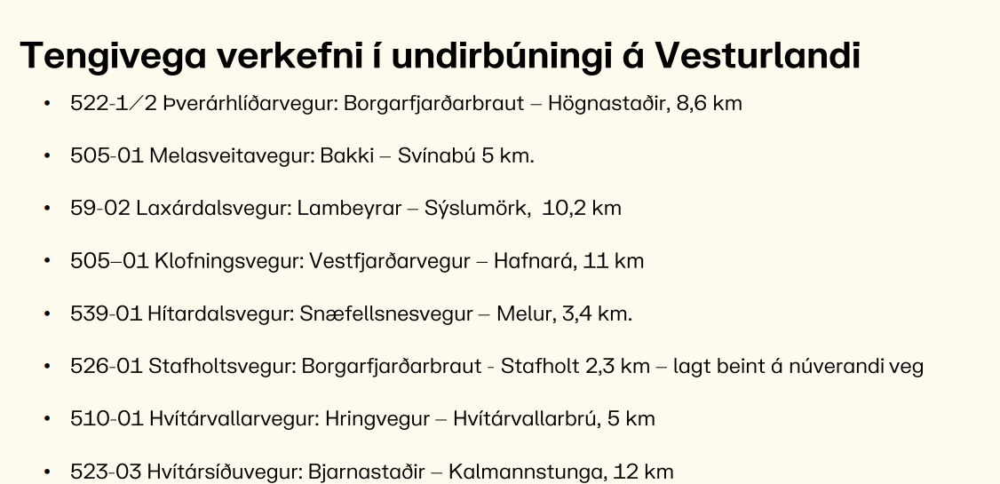 Tengivega verkefni í undirbúningi á Vesturlandi
• 522-1/2 Þverárhlíðarvegur: Borgarfjarðarbraut – Högnastaðir, 8,6 km
• 505-01 Melasveitavegur: Bakki – Svínabú 5 km.
• 59-02 Laxárdalsvegur: Lambeyrar – Sýslumörk,  10,2 km
• 505–01 Klofningsvegur: Vestfjarðarvegur – Hafnará, 11 km
• 539-01 Hítardalsvegur: Snæfellsnesvegur – Melur, 3,4 km.
• 526-01 Stafholtsvegur: Borgarfjarðarbraut - Stafholt 2,3 km – lagt beint á núverandi veg
• 510-01 Hvítárvallarvegur: Hringvegur – Hvítárvallarbrú, 5 km
• 523-03 Hvítársíðuvegur: Bjarnastaðir – Kalmannstunga, 12 km